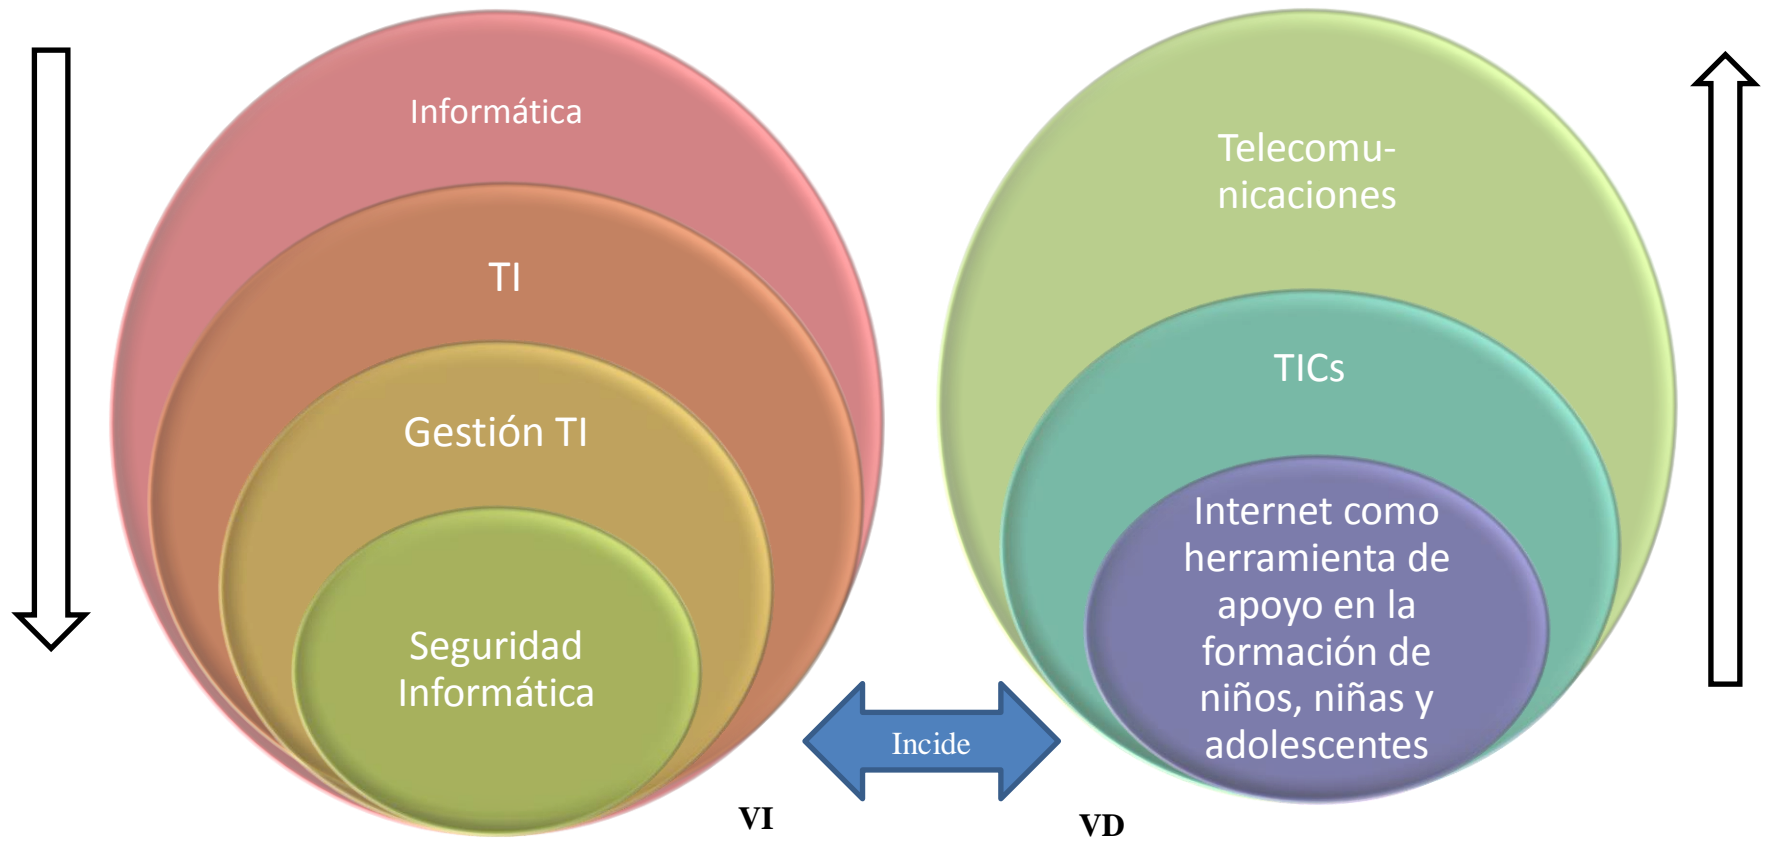 Informática
TI
Gestión TI
Seguridad
Informática
VI
Incide
Telecomu-
nicaciones
TICs
Internet como
herramienta de
apoyo en la
formación de
niños, niñas y
adolescentes
VD